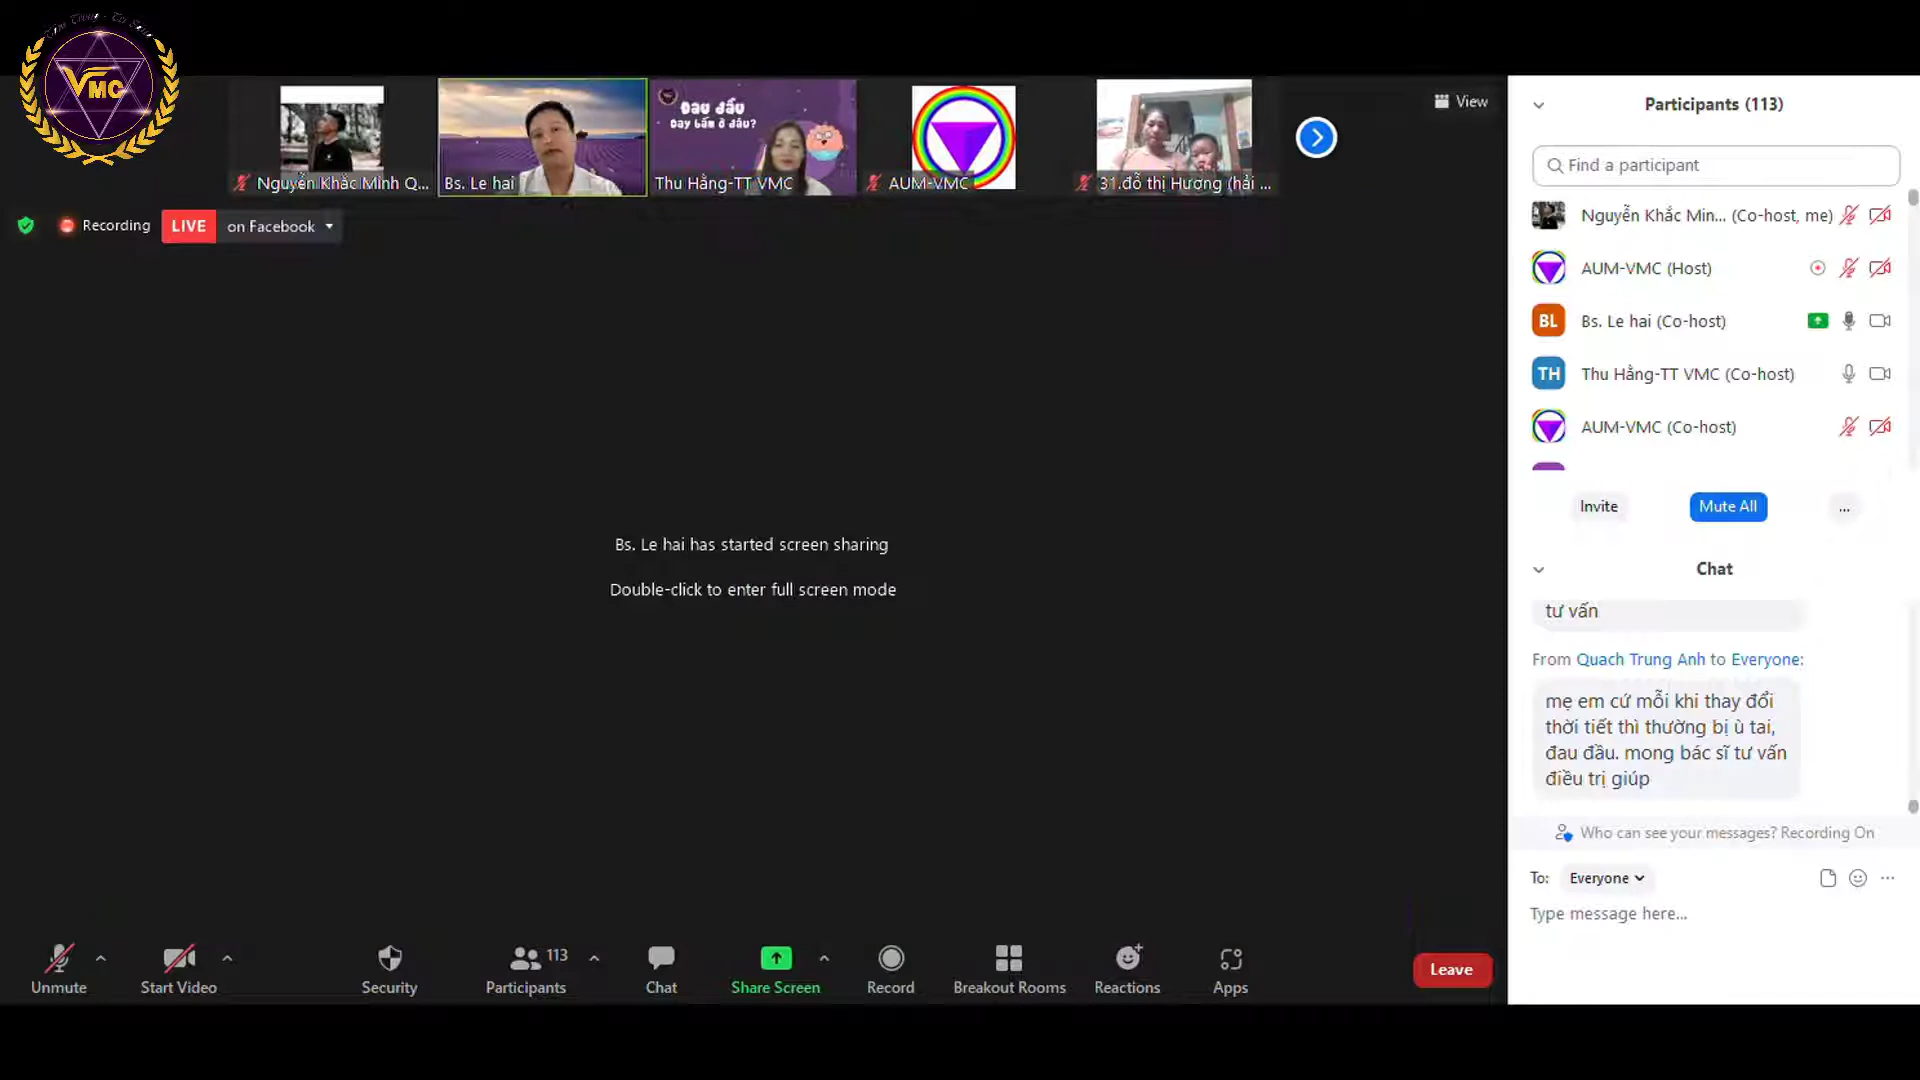 Tâm Trong - Trí Sáng
VMC
Nguyễn Khắc Minh Q...
Bs. Le hai
Đau đầu
Day bấm ở đâu?
Thu Hằng-TT VMC
AUM-VMC
31.đỗ thị Hương (hải ...
View
Recording
LIVE
on Facebook
Bs. Le hai has started screen sharing
Double-click to enter full screen mode
Participants (113)
Find a participant
Nguyễn Khắc Min... (Co-host, me)
AUM-VMC (Host)
BL
Bs. Le hai (Co-host)
TH
Thu Hằng-TT VMC (Co-host)
AUM-VMC (Co-host)
Invite
Mute All
...
Chat
tư vấn
From Quach Trung Anh to Everyone:
mẹ em cứ mỗi khi thay đổi
thời tiết thì thường bị ù tai,
đau đầu. mong bác sĩ tư vấn
điều trị giúp
Who can see your messages? Recording On
To: Everyone
Type message here...
Unmute
Start Video
Security
113
Participants
Chat
Share Screen
Record
Breakout Rooms
Reactions
Apps
Leave